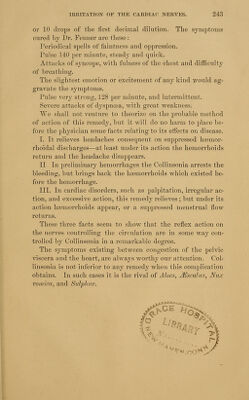 IRRITATION OF THE CARDIAC NERVES. 243
or 10 drops of the first decimal dilution. The symptoms
cured by Dr. Fenner are these:
Periodical spells of faintness and oppression.
Pulse 140 per minute, steady and quick.
Attacks of syncope, with fulness of the chest and difficulty
of breathing.
The slightest emotion or excitement of any kind would ag-
gravate the symptoms.
Pulse very strong, 128 per minute, and intermittent.
Severe attacks of dyspnœa, with great weakness.
We shall not venture to theorize on the probable method
of action of this remedy, but it will do no harm to place be-
fore the physician some facts relating to its effects on disease.
I. It relieves headaches consequent on suppressed hemor-
rhoidal discharges—at least under its action the hemorrhoids
return and the headache disappears.
II. In preliminary hemorrhages the Collinsonia arrests the
bleeding, but brings back the hemorrhoids which existed be-
fore the hemorrhage.
III. In cardiac disorders, such as palpitation, irregular ac-
tion, and excessive action, this remedy relieves; but under its
action hemorrhoids appear, or a suppressed menstrual flow
returns.
These three facts seem to show that the reflex action on
the nerves controlling the circulation are in some way con-
trolled by Collinsonia in a remarkable degree.
The symptoms existing between congestion of the pelvic
viscera and the heart, are always worthy our attention. Col-
linsonia is not inferior to any remedy when this complication
obtains. In such cases it is the rival of Aloes, Æsculus, Nux
vomica, and Sulphur.
GRACE HOSPITAL
LIBRARY
NEW HAVEN, CONN